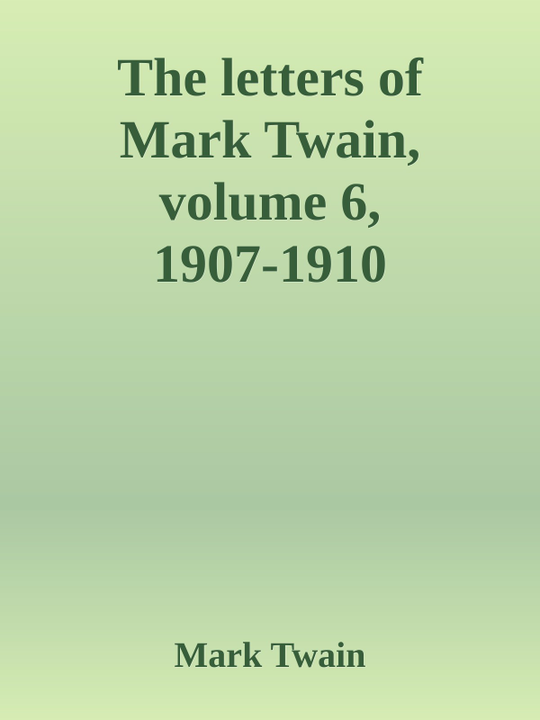 The letters of
Mark Twain,
volume 6,
1907-1910
Mark Twain